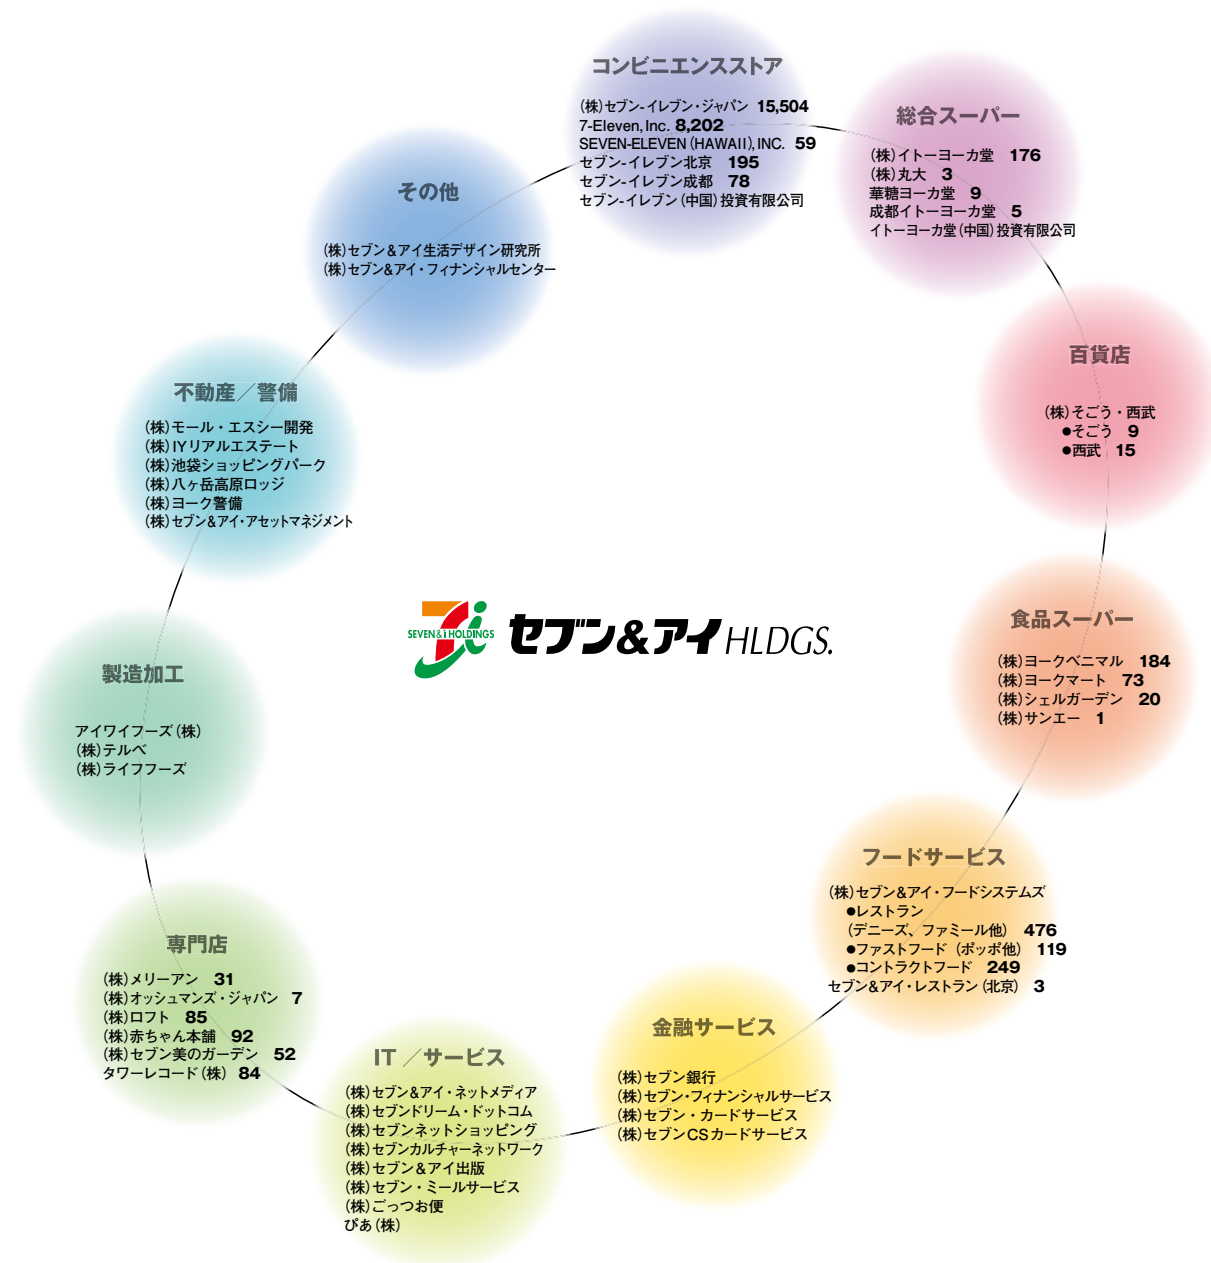 コンビニエンスストア
(株)セブン-イレブン・ジャパン 15,504
7-Eleven, Inc. 8,202
SEVEN-ELEVEN (HAWAII), INC. 59
セブン-イレブン北京 195
セブン-イレブン成都 78
セブン-イレブン(中国)投資有限公司
総合スーパー
(株)イトーヨーカ堂 176
(株)丸大 3
華糖ヨーカ堂 9
成都イトーヨーカ堂 5
イトーヨーカ堂(中国)投資有限公司
百貨店
(株)そごう・西武
●そごう 9
●西武 15
食品スーパー
(株)ヨークベニマル 184
(株)ヨークマート 73
(株)シェルガーデン 20
(株)サンエー 1
フードサービス
(株)セブン&アイ・フードシステムズ
●レストラン
(デニーズ、ファミール他) 476
●ファストフード (ポッポ他) 119
●コントラクトフード 249
セブン&アイ・レストラン(北京) 3
金融サービス
(株)セブン銀行
(株)セブン・フィナンシャルサービス
(株)セブン・カードサービス
(株)セブンCSカードサービス
IT／サービス
(株)セブン&アイ・ネットメディア
(株)セブンドリーム・ドットコム
(株)セブンネットショッピング
(株)セブンカルチャーネットワーク
(株)セブン&アイ出版
(株)セブン・ミールサービス
(株)ごっつお便
ぴあ(株)
専門店
(株)メリーアン 31
(株)オッシュマンズ・ジャパン 7
(株)ロフト 85
(株)赤ちゃん本舗 92
(株)セブン美のガーデン 52
タワーレコード(株) 84
製造加工
アイワイフーズ(株)
(株)テルベ
(株)ライフフーズ
不動産／警備
(株)モール・エスシー開発
(株)IYリアルエステート
(株)池袋ショッピングパーク
(株)八ヶ岳高原ロッジ
(株)ヨーク警備
(株)セブン&アイ・アセットマネジメント
その他
(株)セブン&アイ生活デザイン研究所
(株)セブン&アイ・フィナンシャルセンター
SEVEN&i HOLDINGS
セブン&アイ HLDGS.